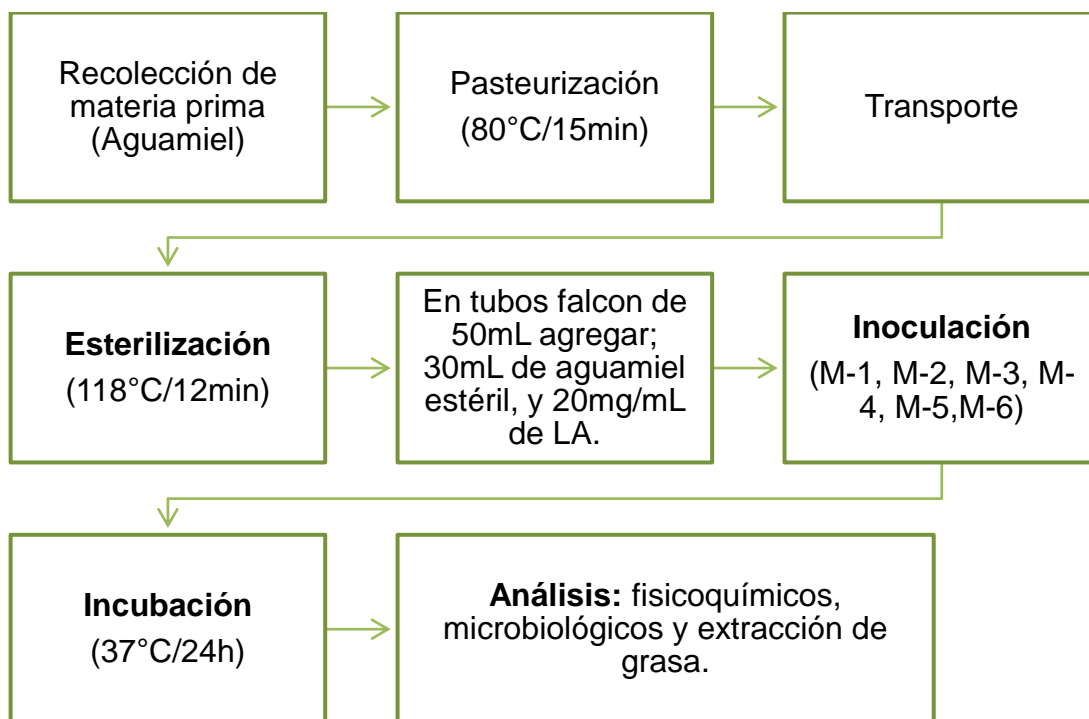 Recolección de
materia prima
(Aguamiel)
Pasteurización
(80°C/15min)
Transporte
Esterilización
(118°C/12min)
En tubos falcon de
50mL agregar;
30mL de aguamiel
estéril, y 20mg/mL
de LA.
Inoculación
(M-1, M-2, M-3, M-
4, M-5,M-6)
Incubación
(37°C/24h)
Análisis: fisicoquímicos,
microbiológicos y extracción de
grasa.